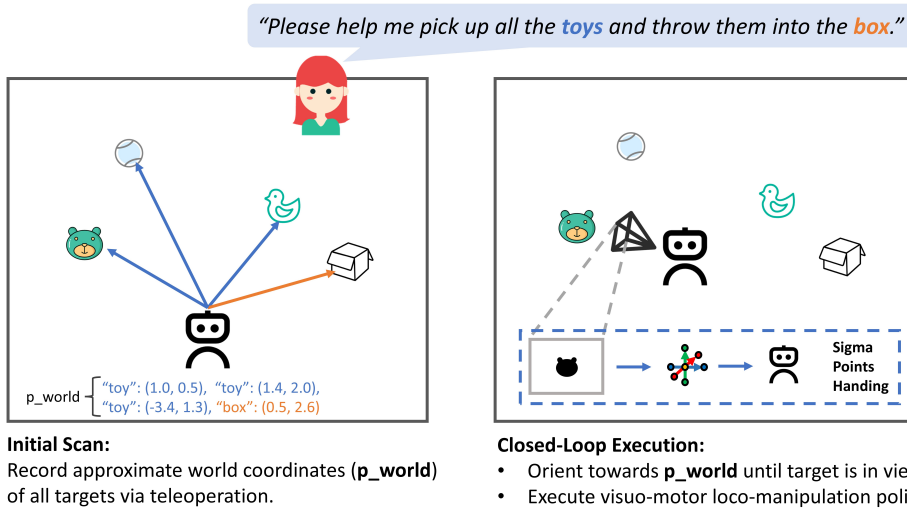 “Please help me pick up all the toys and throw them into the box.”
p_world
“toy”: (1.0, 0.5), “toy”: (1.4, 2.0),
“toy”: (-3.4, 1.3), “box”: (0.5, 2.6)
Initial Scan:
Record approximate world coordinates (p_world)
of all targets via teleoperation.
Sigma
Points
Handing
Closed-Loop Execution:
• Orient towards p_world until target is in
• Execute visuo-motor loco-manipulation